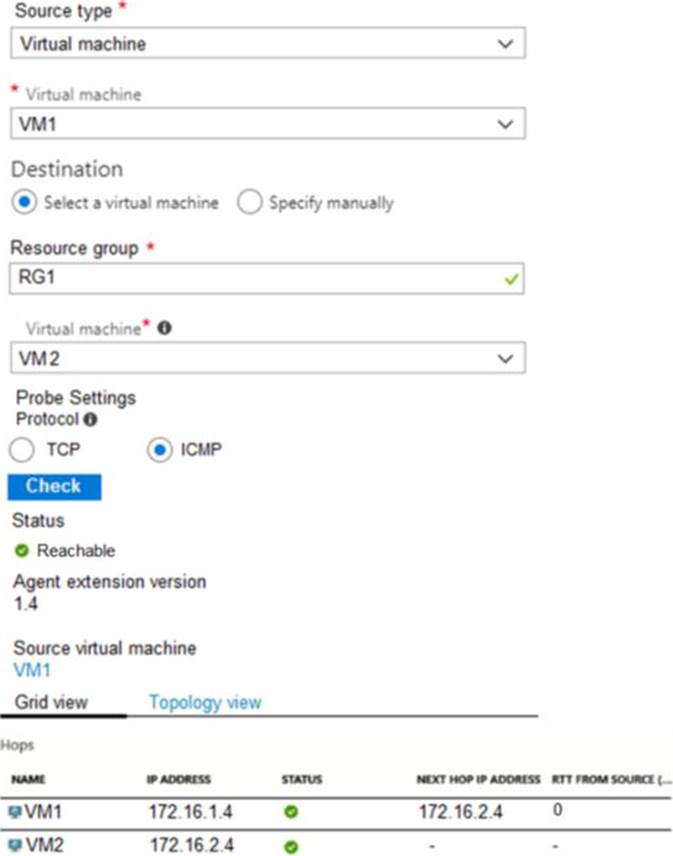 Source type *
Virtual machine
* Virtual machine
VM1
Destination
Select a virtual machine Specify manually
Resource group *
RG1
Virtual machine*
VM2
Probe Settings
Protocol
TCP ICMP
Check
Status
Reachable
Agent extension version
1.4
Source virtual machine
VM1
Grid view Topology view
Hops
NAME IP ADDRESS STATUS NEXT HOP IP ADDRESS RTT FROM SOURCE (...
VM1 172.16.1.4 172.16.2.4 0
VM2 172.16.2.4 - -